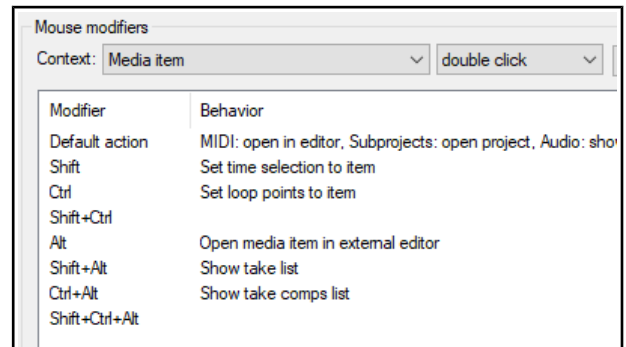 Mouse modifiers
Context: Media item double click
Modifier Behavior
Default action MIDI: open in editor, Subprojects: open project, Audio: sho
Shift Set time selection to item
Ctrl Set loop points to item
Shift+Ctrl
Alt Open media item in external editor
Shift+Alt Show take list
Ctrl+Alt Show take comps list
Shift+Ctrl+Alt